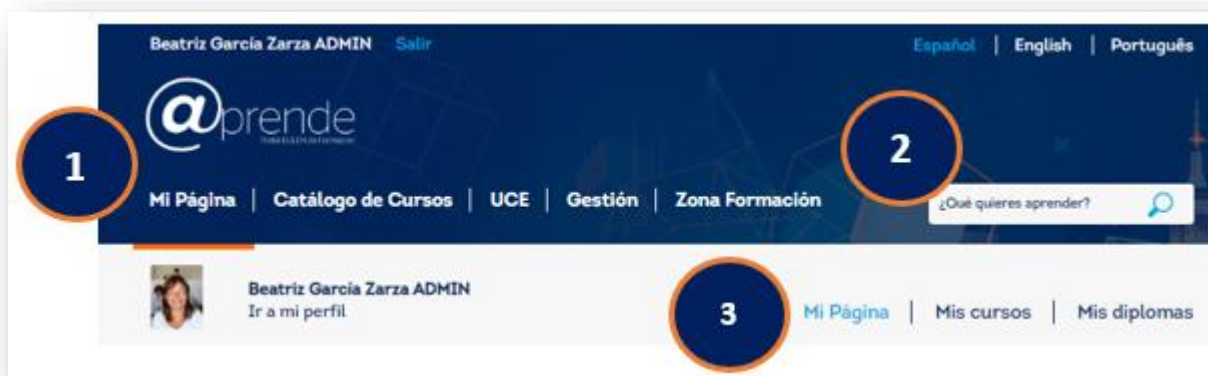 Beatriz García Zarza ADMIN Salir Español | English | Português
@prende
1
2
Mi Página | Catálogo de Cursos | UCE | Gestión | Zona Formación
¿Qué quieres aprender?
Beatriz García Zarza ADMIN
Ir a mi perfil
3
Mi Página | Mis cursos | Mis diplomas